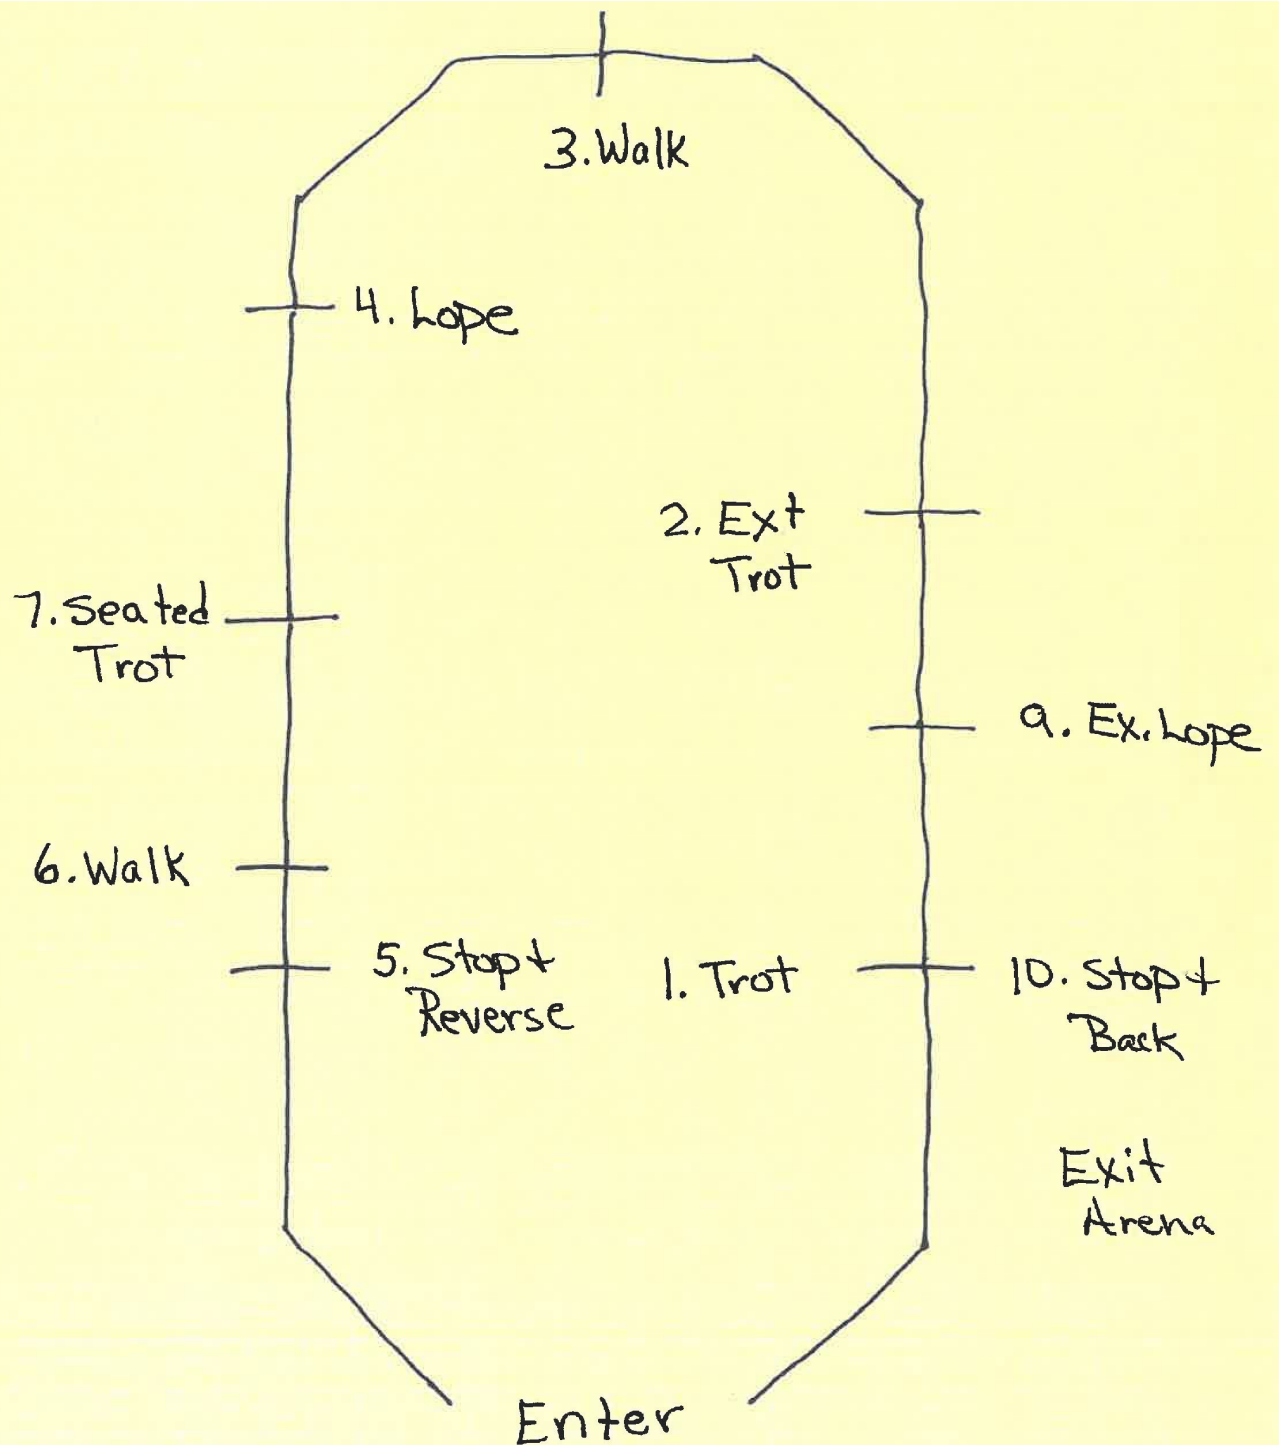 3. Walk
4. Lope
2. Ext
Trot
7. Seated
Trot
9. Ex. Lope
6. Walk
5. Stop +
Reverse
1. Trot
10. Stop +
Back
Exit
Arena
Enter